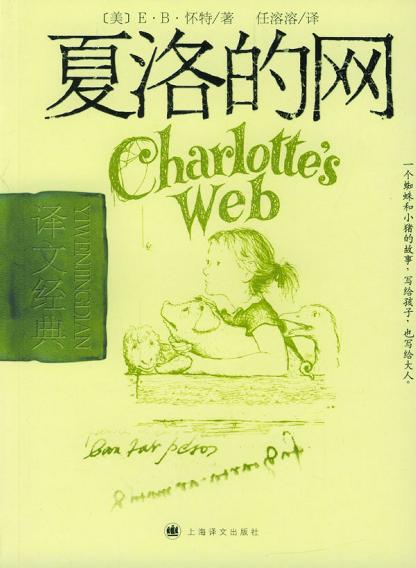 〔美〕E·B·怀特/著 任溶溶/译
夏洛的网
Charlotte's
Web
译文经典
YIWENJINGDIAN
一个蜘蛛和小猪的故事,写给孩子,也写给大人。
上海译文出版社